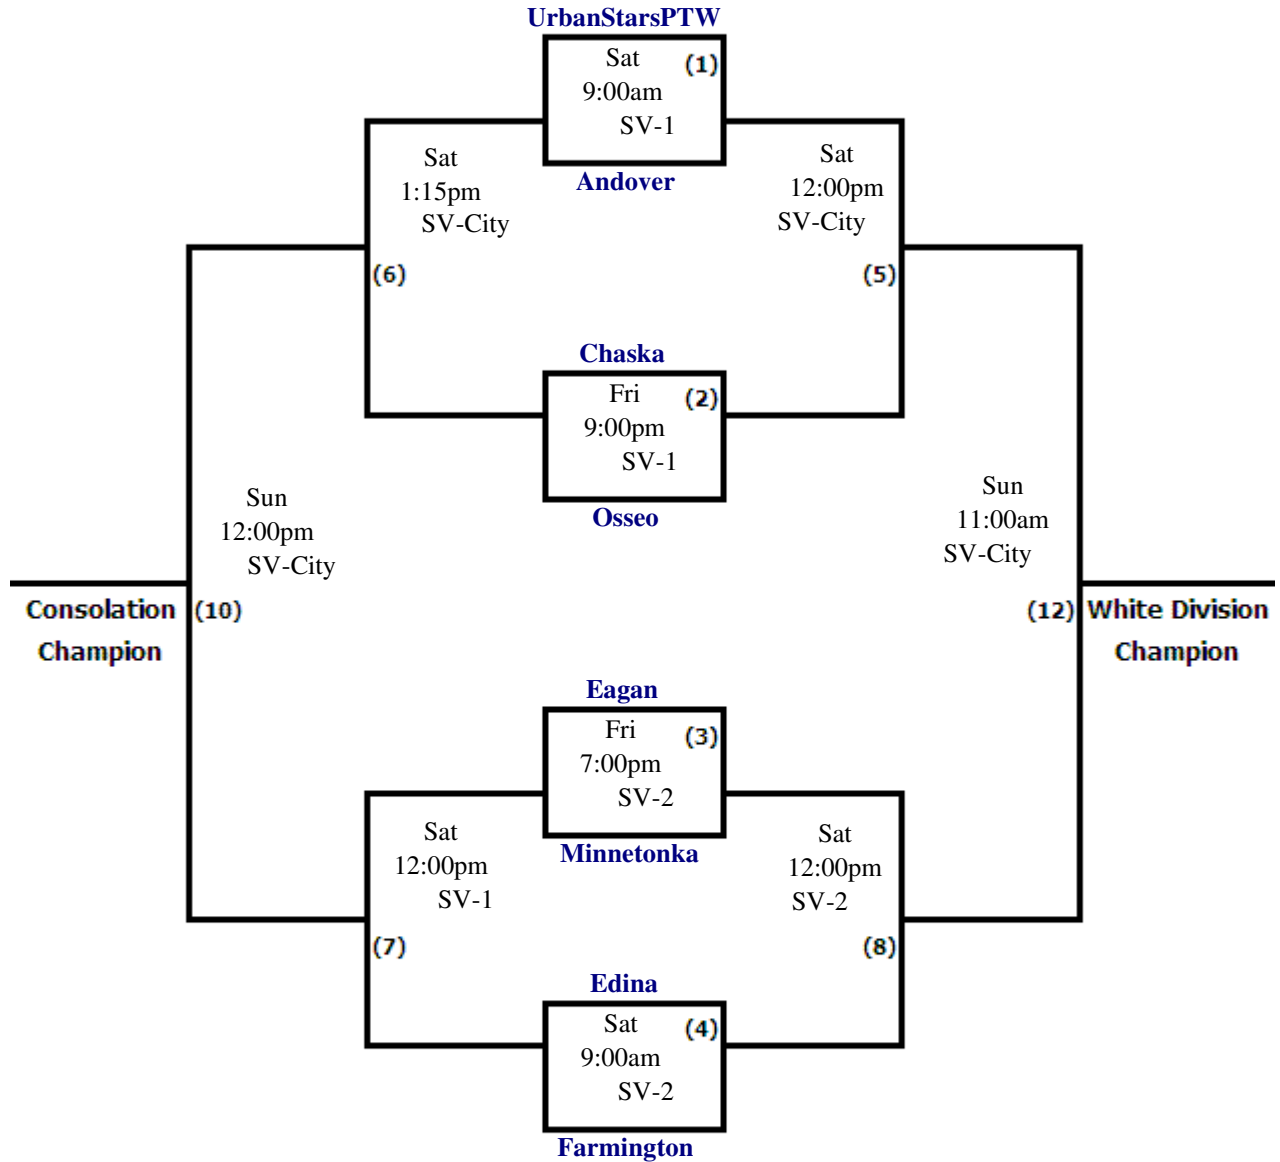 UrbanStarsPTW
Sat (1)
9:00am
SV-1
Andover
Sat
1:15pm
SV-City
(6)
Sat
12:00pm
SV-City
(5)
Chaska
Fri (2)
9:00pm
SV-1
Osseo
Sun
12:00pm
SV-City
Consolation (10)
Champion
Sun
11:00am
SV-City
(12) White Division
Champion
Eagan
Fri (3)
7:00pm
SV-2
Minnetonka
Sat
12:00pm
SV-1
(7)
Sat
12:00pm
SV-2
(8)
Edina
Sat (4)
9:00am
SV-2
Farmington